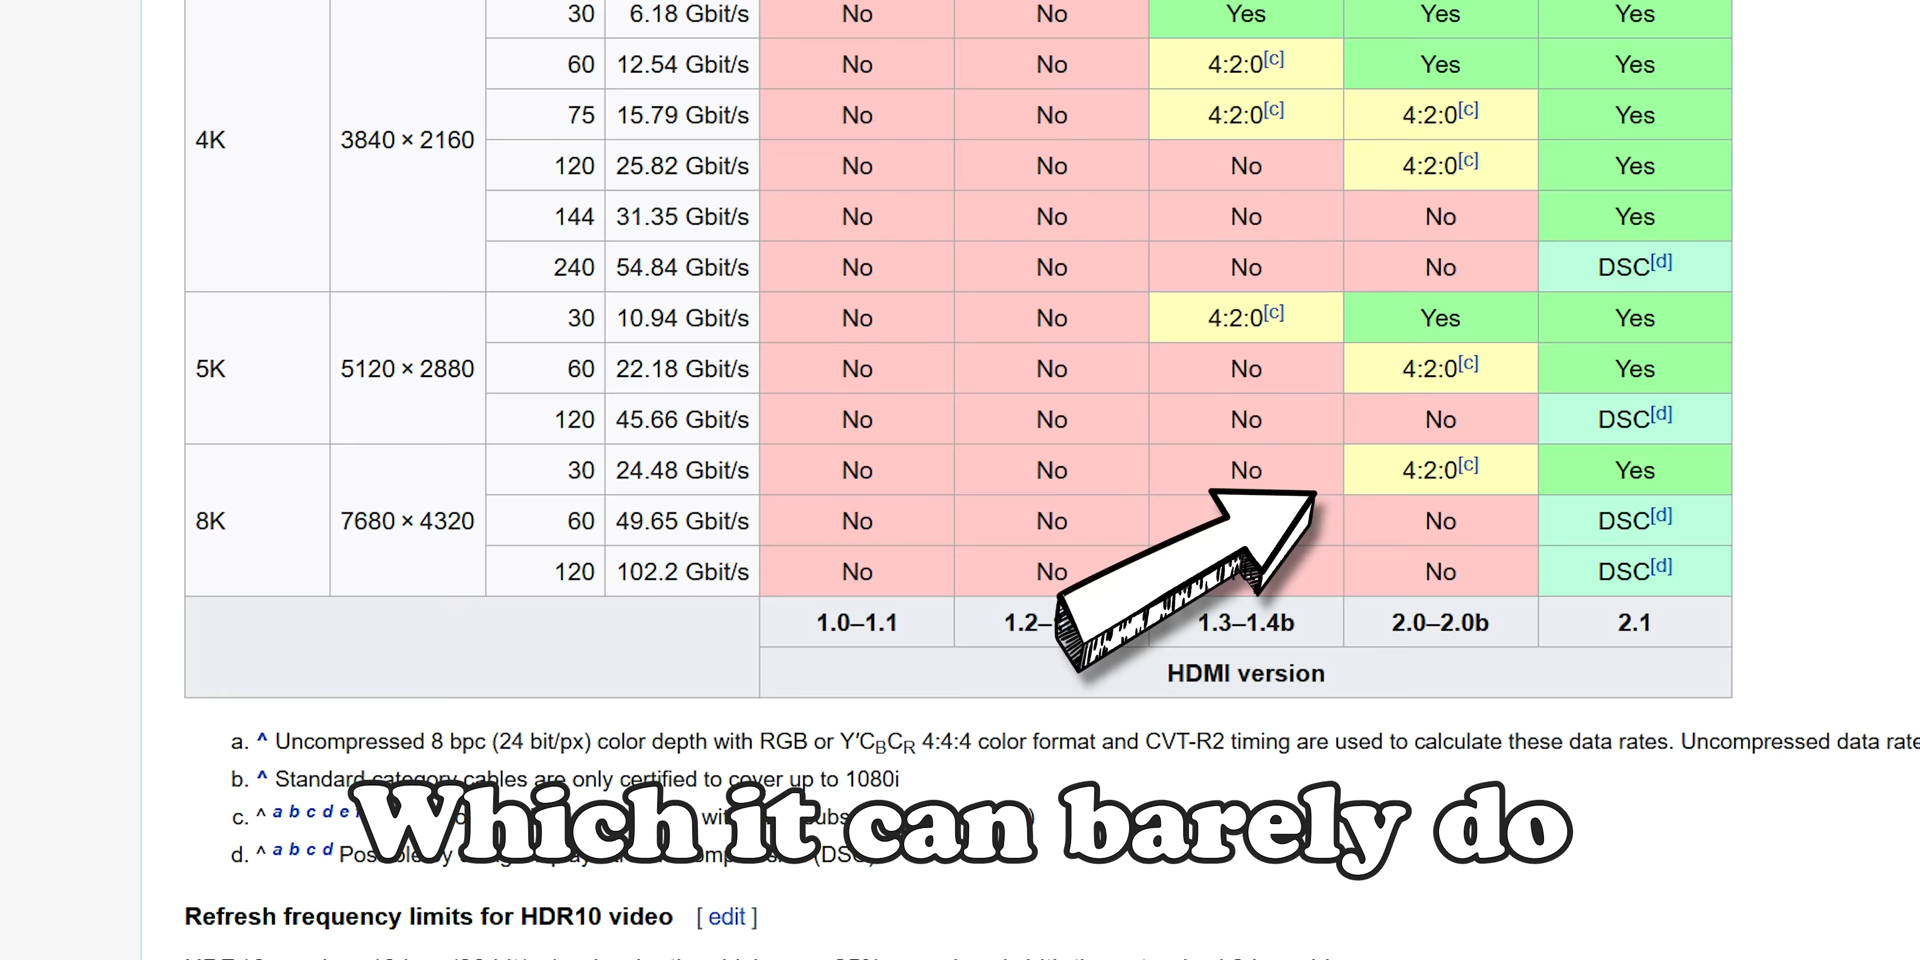 30 6.18 Gbit/s No No Yes Yes Yes
60 12.54 Gbit/s No No 4:2:0[c] Yes Yes
75 15.79 Gbit/s No No 4:2:0[c] 4:2:0[c] Yes
4K 3840 × 2160
120 25.82 Gbit/s No No No 4:2:0[c] Yes
144 31.35 Gbit/s No No No No Yes
240 54.84 Gbit/s No No No No DSC[d]
30 10.94 Gbit/s No No 4:2:0[c] Yes Yes
5K 5120 × 2880 60 22.18 Gbit/s No No No 4:2:0[c] Yes
120 45.66 Gbit/s No No No No DSC[d]
30 24.48 Gbit/s No No No 4:2:0[c] Yes
8K 7680 × 4320 60 49.65 Gbit/s No No No DSC[d]
120 102.2 Gbit/s No No No DSC[d]
1.0–1.1 1.2– 1.3–1.4b 2.0–2.0b 2.1
HDMI version
a. ^ Uncompressed 8 bpc (24 bit/px) color depth with RGB or Y′CBCR 4:4:4 color format and CVT-R2 timing are used to calculate these data rates. Uncompressed data
b. ^ Standard category cables are only certified to cover up to 1080i
c. ^ a b c d e
d. ^ a b c d
Which it can barely do
Refresh frequency limits for HDR10 video [ edit ]